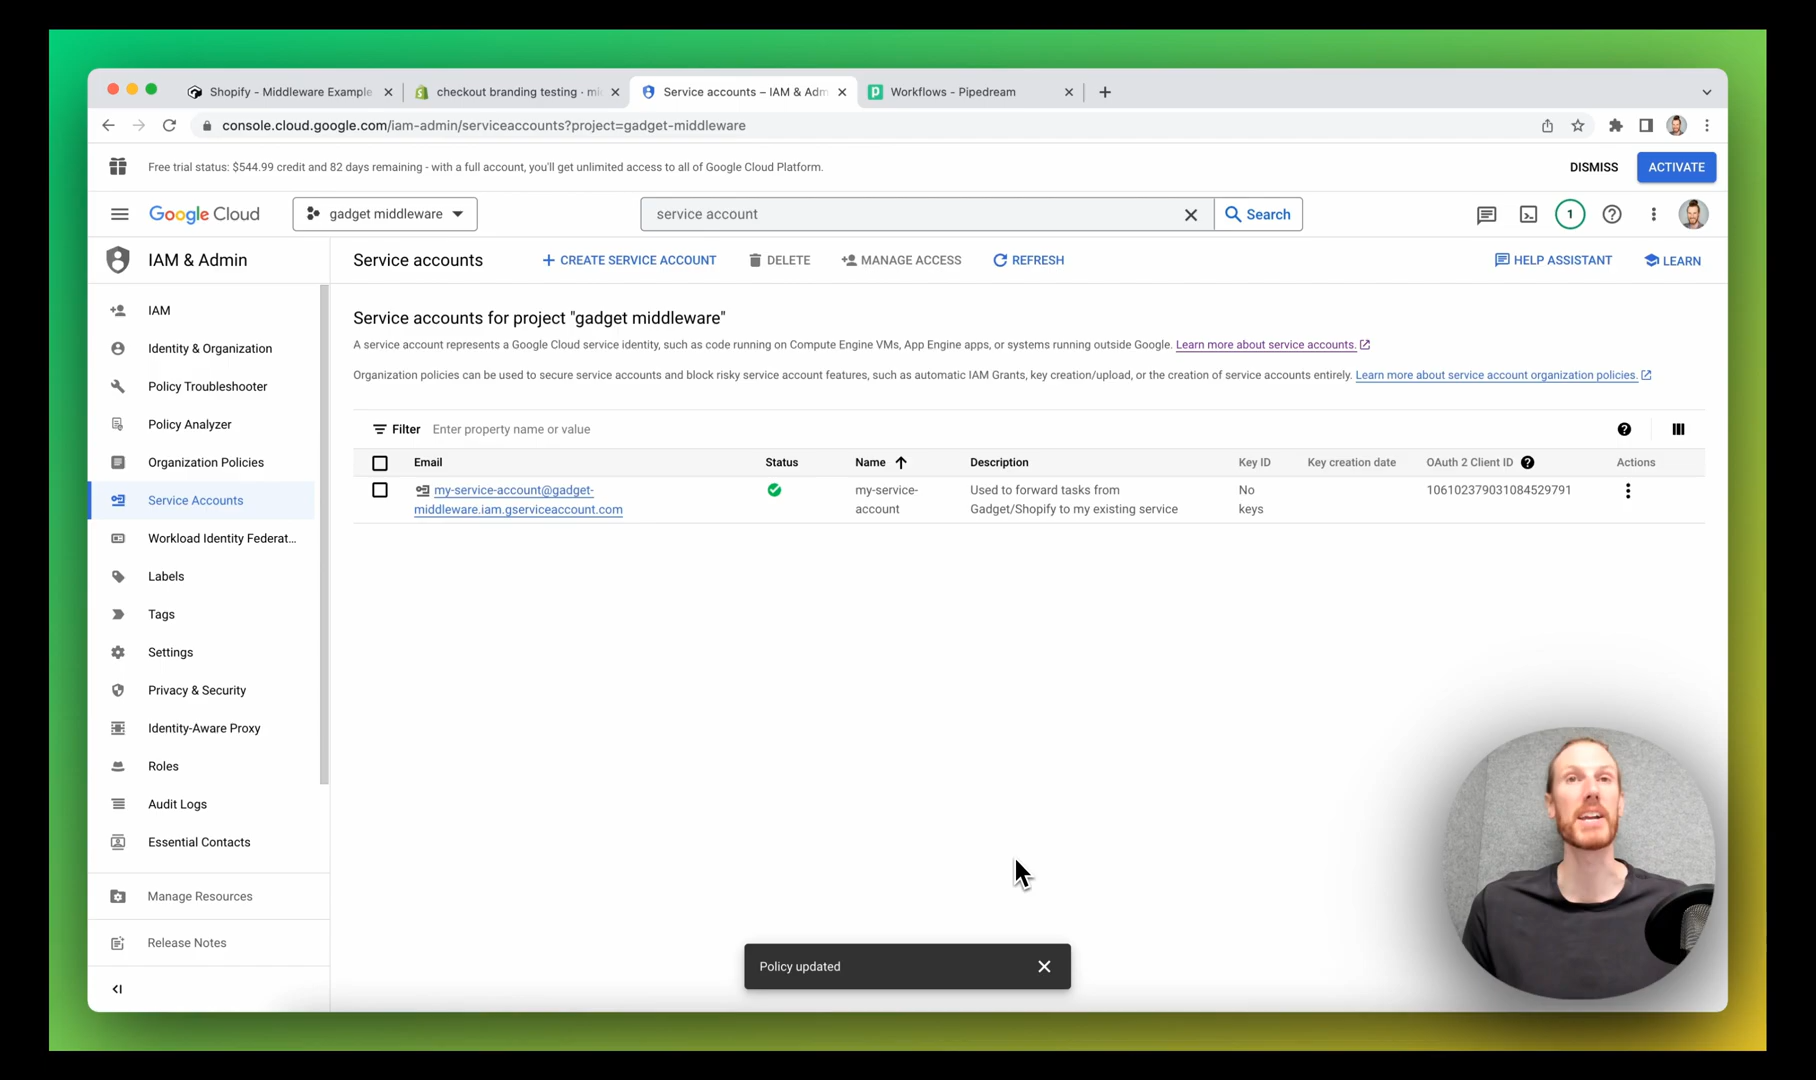 Shopify - Middleware Example
checkout branding testing - mi
Service accounts – IAM & Adm
Workflows - Pipedream
console.cloud.google.com/iam-admin/serviceaccounts?project=gadget-middleware
Free trial status: $544.99 credit and 82 days remaining - with a full account, you'll get unlimited access to all of Google Cloud Platform.
DISMISS
ACTIVATE
Google Cloud
gadget middleware
service account
Search
1
IAM & Admin
Service accounts
CREATE SERVICE ACCOUNT
DELETE
MANAGE ACCESS
REFRESH
HELP ASSISTANT
LEARN
IAM
Identity & Organization
Policy Troubleshooter
Policy Analyzer
Organization Policies
Service Accounts
Workload Identity Federat...
Labels
Tags
Settings
Privacy & Security
Identity-Aware Proxy
Roles
Audit Logs
Essential Contacts
Manage Resources
Release Notes
Service accounts for project "gadget middleware"
A service account represents a Google Cloud service identity, such as code running on Compute Engine VMs, App Engine apps, or systems running outside Google. Learn more about service accounts.
Organization policies can be used to secure service accounts and block risky service account features, such as automatic IAM Grants, key creation/upload, or the creation of service accounts entirely. Learn more about service account organization policies.
Filter Enter property name or value
Email Status Name Description Key ID Key creation date OAuth 2 Client ID Actions
my-service-account@gadget- my-service- Used to forward tasks from No 106102379031084529791
middleware.iam.gserviceaccount.com account Gadget/Shopify to my existing service keys
Policy updated